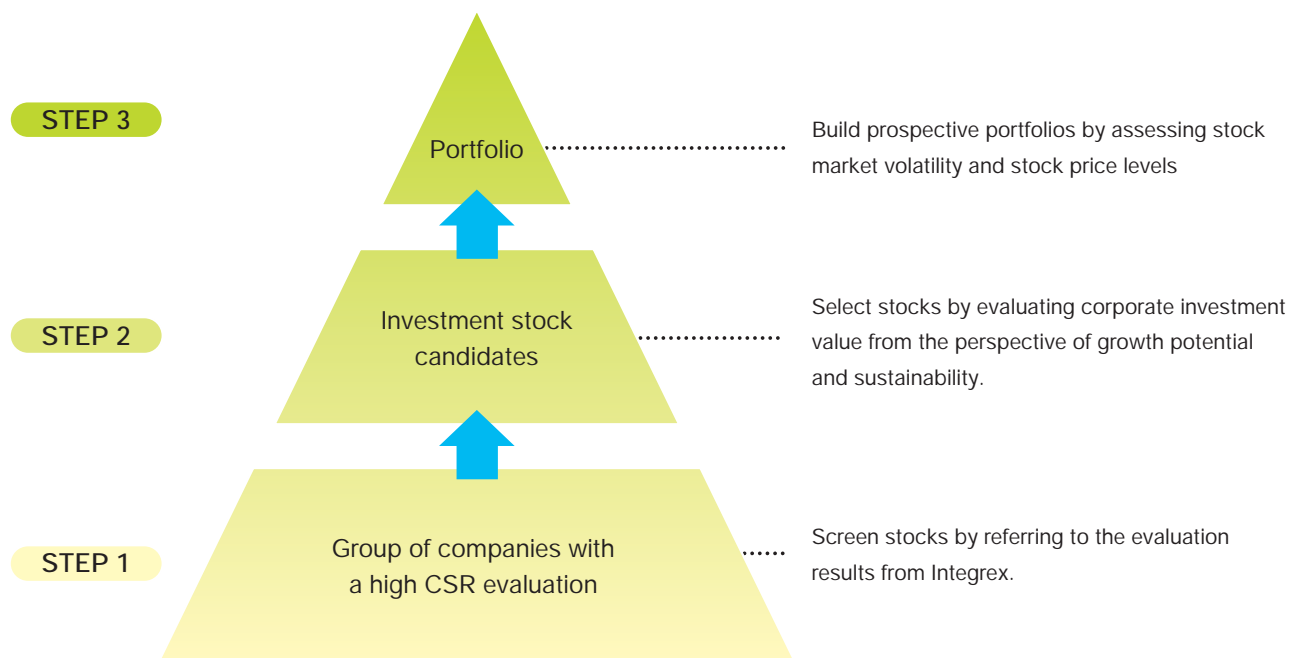 STEP 3
Portfolio
Build prospective portfolios by assessing stock
market volatility and stock price levels
STEP 2
Investment stock
candidates
Select stocks by evaluating corporate investment
value from the perspective of growth potential
and sustainability.
STEP 1
Group of companies with
a high CSR evaluation
Screen stocks by referring to the evaluation
results from Integrex.